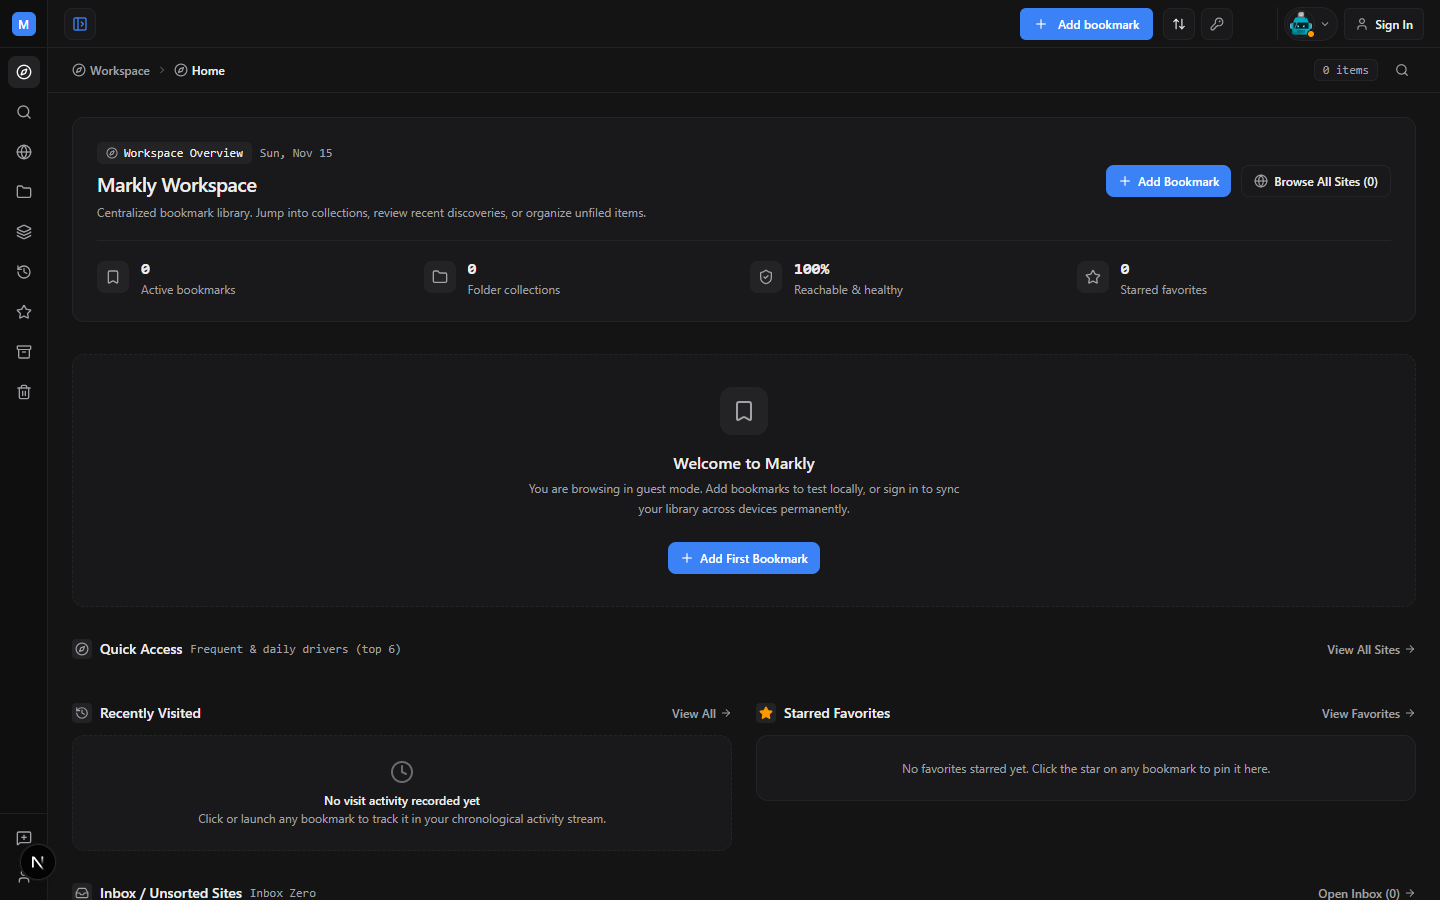 M
Add bookmark
Sign In
Workspace
Home
0 items
Workspace Overview
Sun, Nov 15
Markly Workspace
Centralized bookmark library. Jump into collections, review recent discoveries, or organize unfiled items.
Add Bookmark
Browse All Sites (0)
0
Active bookmarks
0
Folder collections
100%
Reachable & healthy
0
Starred favorites
Welcome to Markly
You are browsing in guest mode. Add bookmarks to test locally, or sign in to sync
your library across devices permanently.
Add First Bookmark
Quick Access
Frequent & daily drivers (top 6)
View All Sites
Recently Visited
View All
Starred Favorites
View Favorites
No visit activity recorded yet
Click or launch any bookmark to track it in your chronological activity stream.
No favorites starred yet. Click the star on any bookmark to pin it here.
N
Inbox / Unsorted Sites
Inbox Zero
Open Inbox (0)